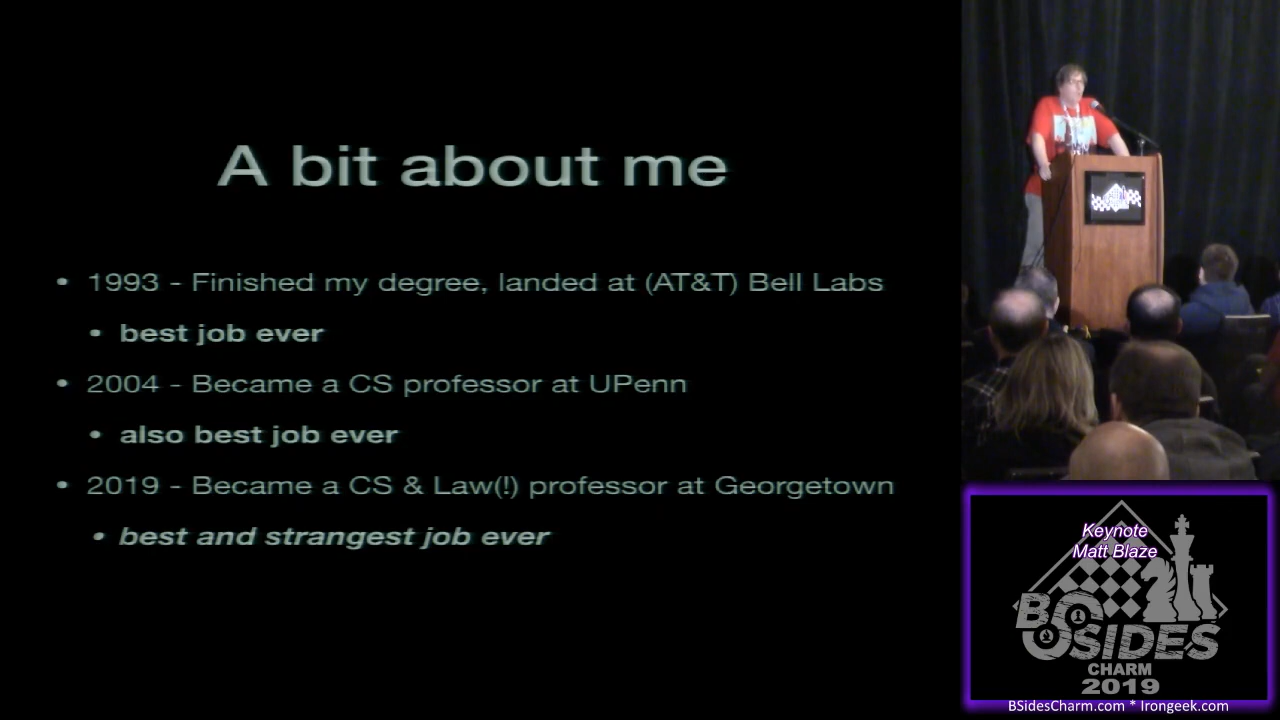 A bit about me
• 1993 - Finished my degree, landed at (AT&T) Bell Labs
• best job ever
• 2004 - Became a CS professor at UPenn
• also best job ever
• 2019 - Became a CS & Law(!) professor at Georgetown
• best and strangest job ever
Keynote
Matt Blaze
BSIDES
CHARM
2019
BSidesCharm.com * Irongeek.com